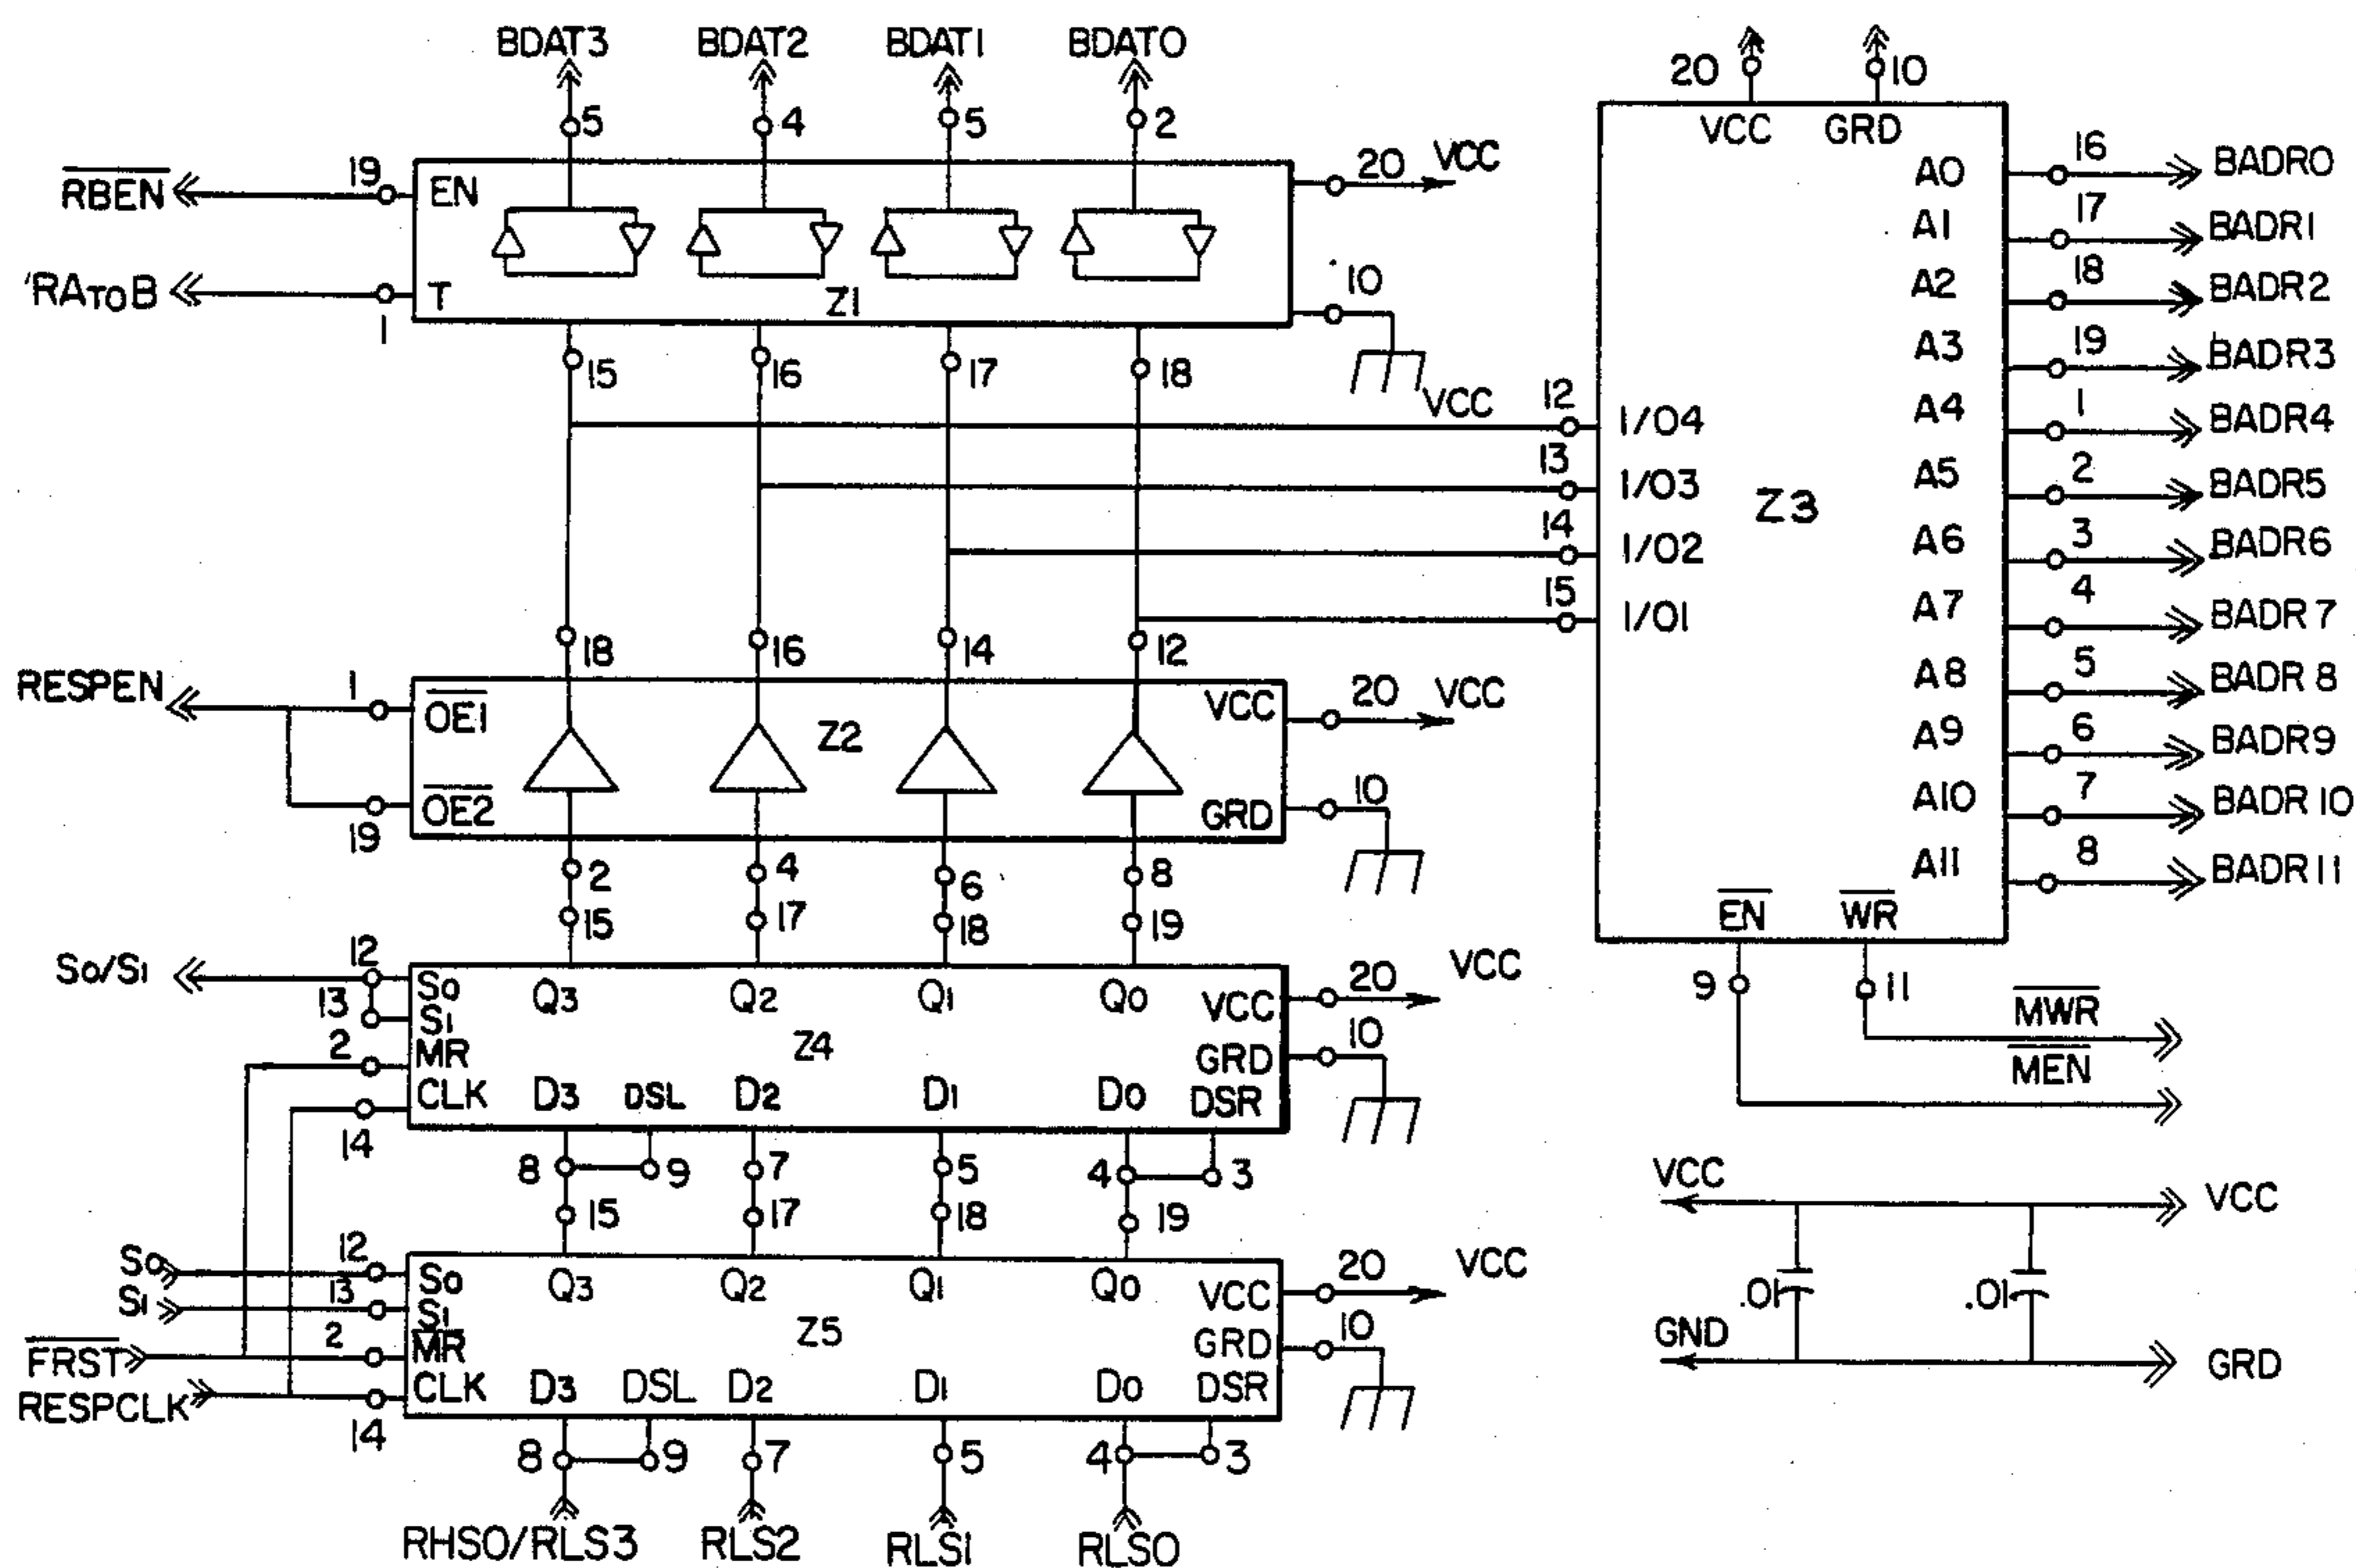 BDAT3 BDAT2 BDAT1 BDAT0
5 4 5 2
20 10
VCC GRD
RBEN 19 EN 20 VCC
RATOB T 1 Z1 10
15 16 17 18
A0 16 BADR0
A1 17 BADR1
A2 18 BADR2
A3 19 BADR3
A4 1 BADR4
A5 2 BADR5
A6 3 BADR6
A7 4 BADR7
A8 5 BADR8
A9 6 BADR9
A10 7 BADR10
A11 8 BADR11
VCC 12 I/O4
13 I/O3
14 I/O2
15 I/O1
Z3
EN WR
9 11
MWR
MEN
18 16 14 12
RESPEN 1 OE1 Z2 VCC 20 VCC
19 OE2 GRD 10
2 4 6 8
15 17 18 19
S0/S1 12 S0 Q3 Q2 Q1 Q0 VCC 20 VCC
13 S1 Z4
2 MR GRD 10
14 CLK D3 DSL D2 D1 D0 DSR
8 9 7 5 4 3
15 17 18 19
S0 12 S0 Q3 Q2 Q1 Q0 VCC 20 VCC
S1 13 S1 Z5
FRST 2 MR GRD 10
RESPCLK 14 CLK D3 DSL D2 D1 D0 DSR
8 9 7 5 4 3
RHS0/RLS3 RLS2 RLS1 RLS0
VCC VCC
.01 .01
GND GRD